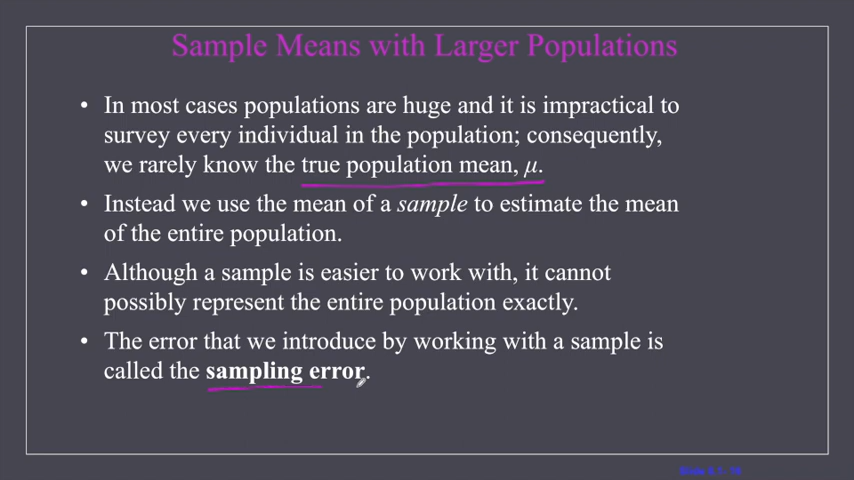 Sample Means with Larger Populations
• In most cases populations are huge and it is impractical to
survey every individual in the population; consequently,
we rarely know the true population mean, μ.
• Instead we use the mean of a sample to estimate the mean
of the entire population.
• Although a sample is easier to work with, it cannot
possibly represent the entire population exactly.
• The error that we introduce by working with a sample is
called the sampling error.